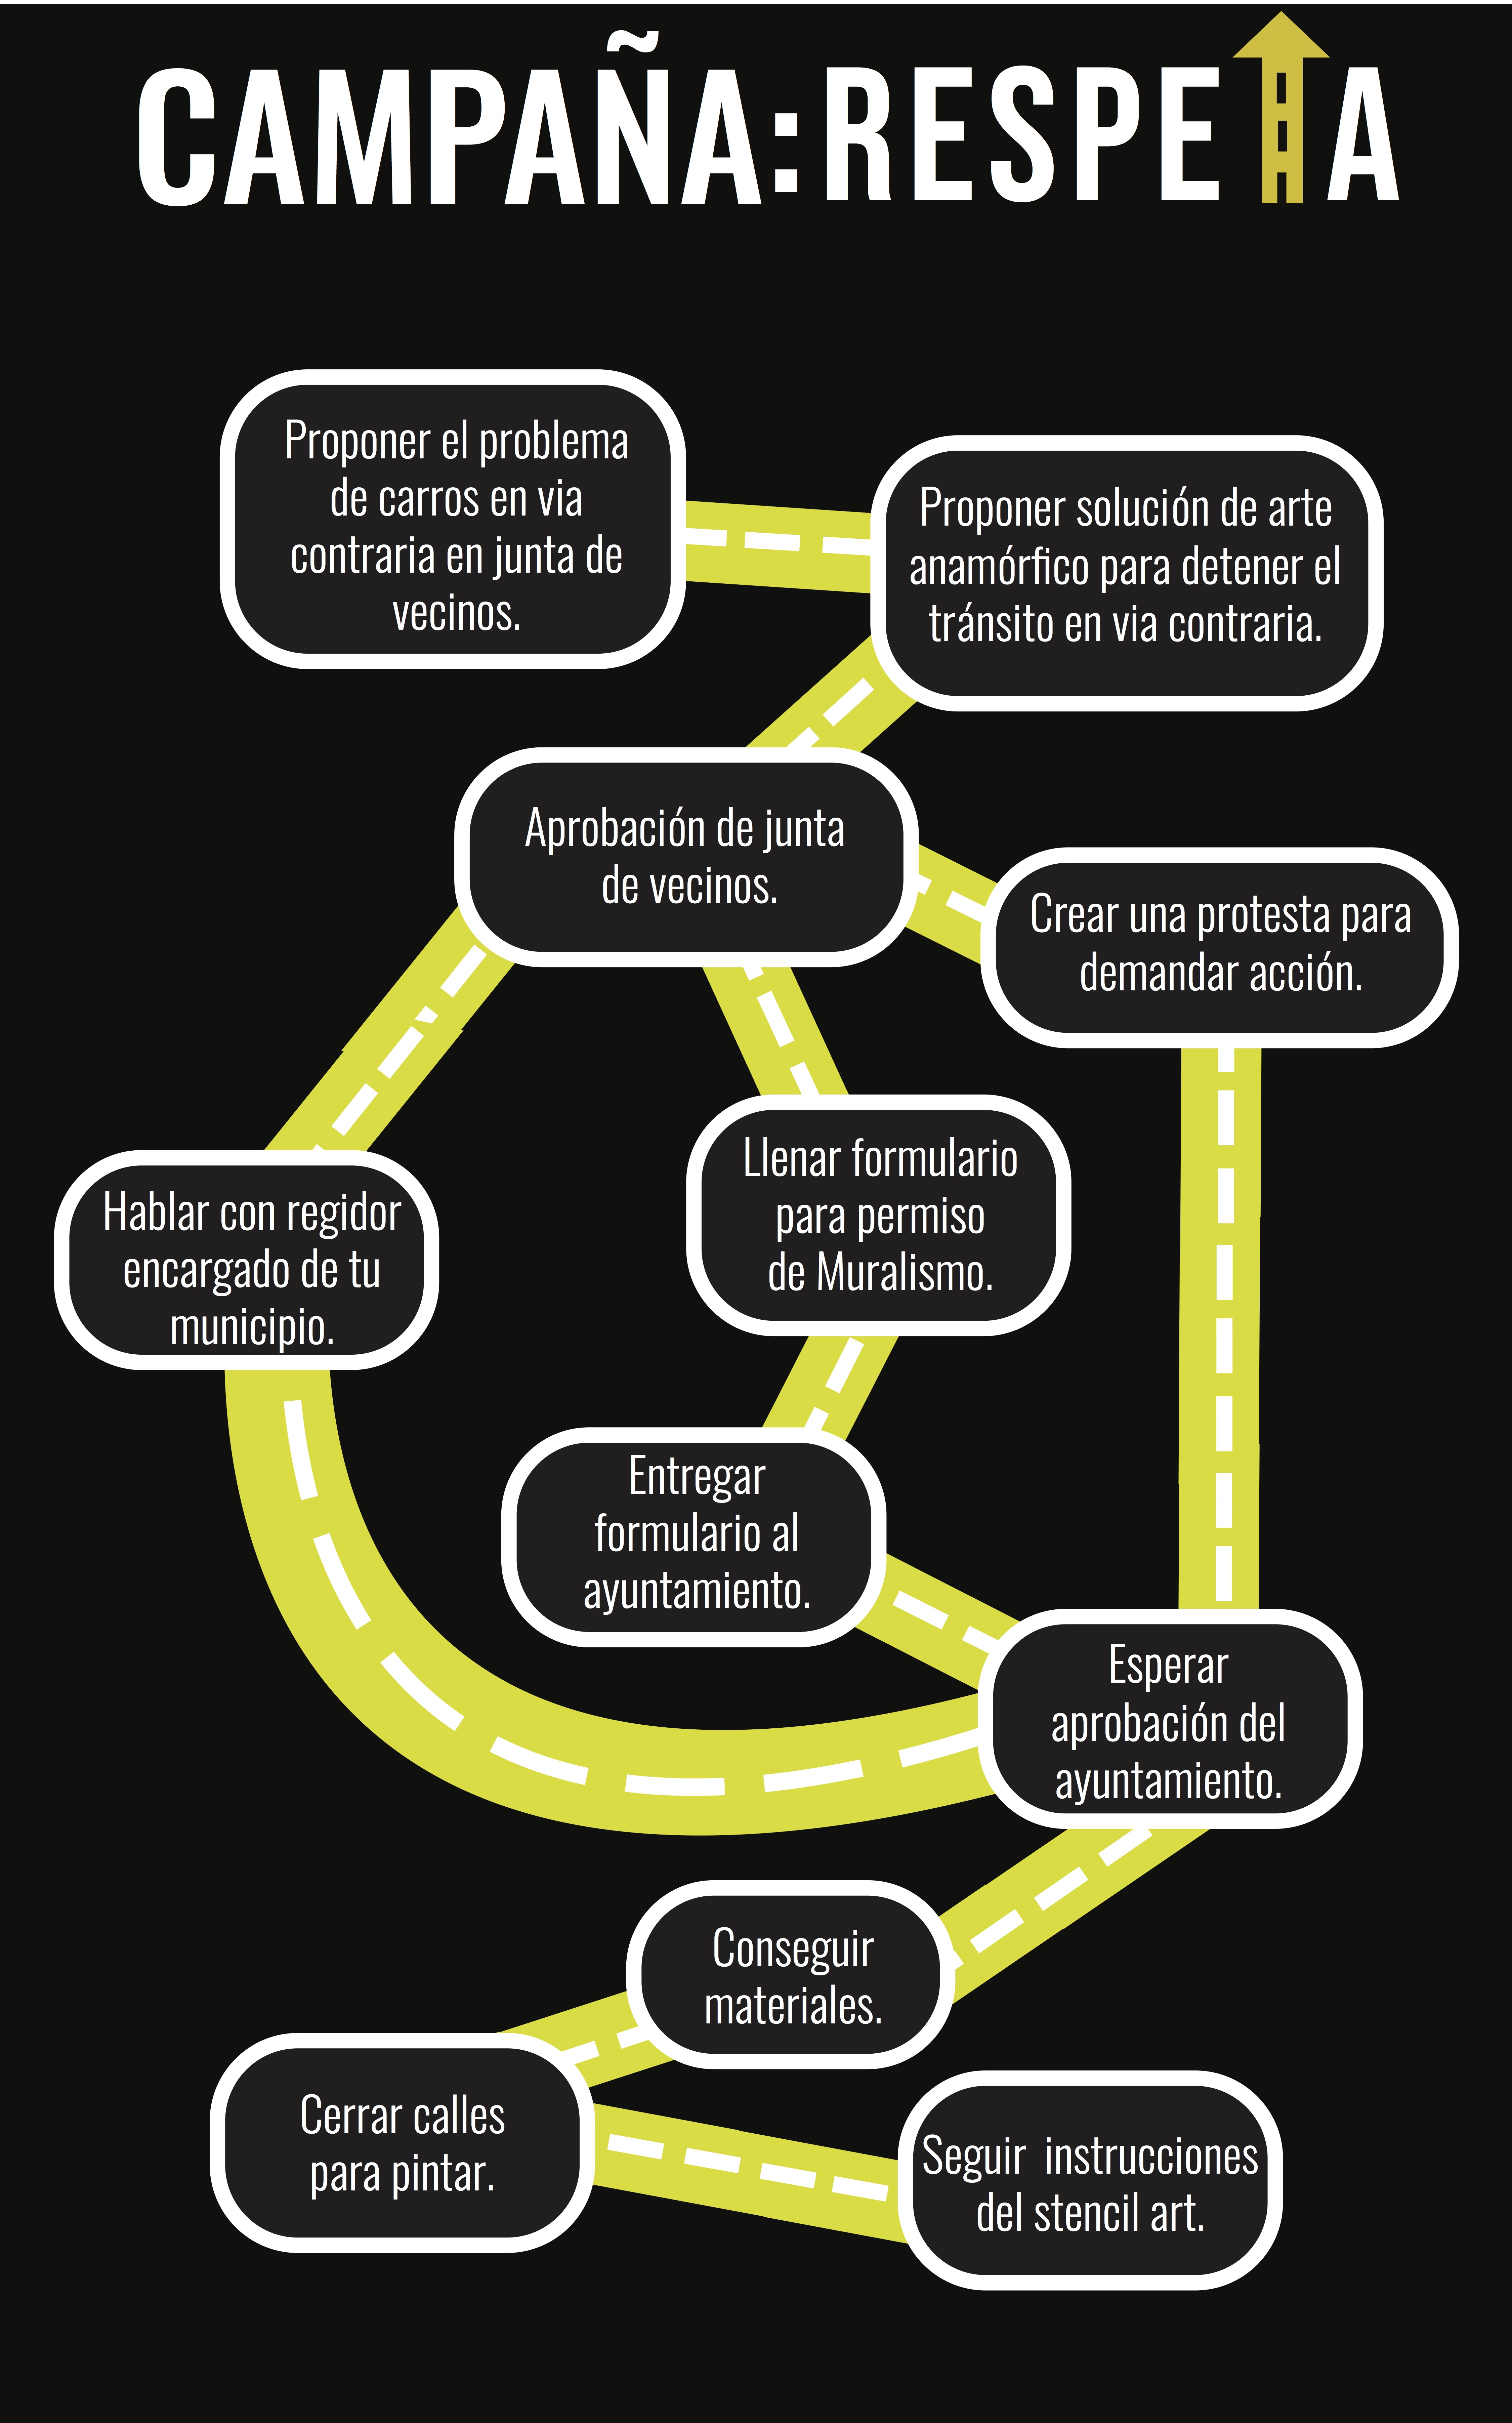 CAMPAÑA: RESPETA
Proponer el problema
de carros en via
contraria en junta de
vecinos.
Proponer solución de arte
anamórfico para detener el
tránsito en via contraria.
Aprobación de junta
de vecinos.
Crear una protesta para
demandar acción.
Llenar formulario
para permiso
de Muralismo.
Hablar con regidor
encargado de tu
municipio.
Entregar
formulario al
ayuntamiento.
Esperar
aprobación del
ayuntamiento.
Conseguir
materiales.
Cerrar calles
para pintar.
Seguir  instrucciones
del stencil art.